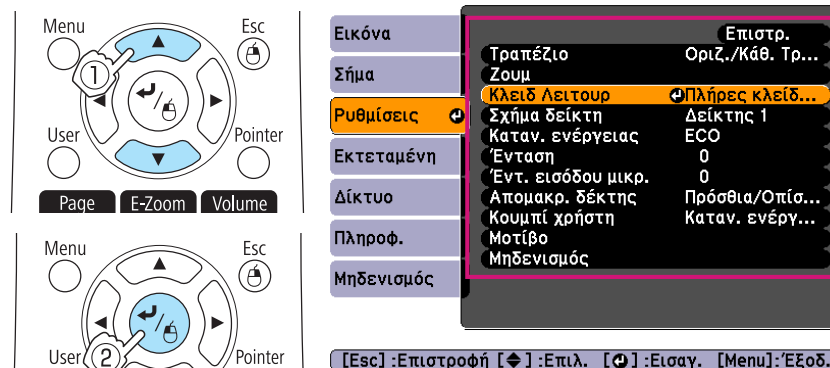 Menu
Esc
1
User
Pointer
Page
E-Zoom
Volume
Menu
Esc
User
2
Pointer
Εικόνα
Σήμα
Ρυθμίσεις
Εκτεταμένη
Δίκτυο
Πληροφ.
Μηδενισμός
Επιστρ.
Τραπέζιο Οριζ./Κάθ. Τρ...
Ζουμ
Κλειδ Λειτουρ Πλήρες κλείδ...
Σχήμα δείκτη Δείκτης 1
Καταν. ενέργειας ECO
Ένταση 0
Έντ. εισόδου μικρ. 0
Απομακρ. δέκτης Πρόσθια/Οπίσ...
Κουμπί χρήστη Καταν. ενέργ...
Μοτίβο
Μηδενισμός
[Esc] :Επιστροφή [◆] :Επιλ. [⏎] :Εισαγ. [Menu]:Έξοδ.